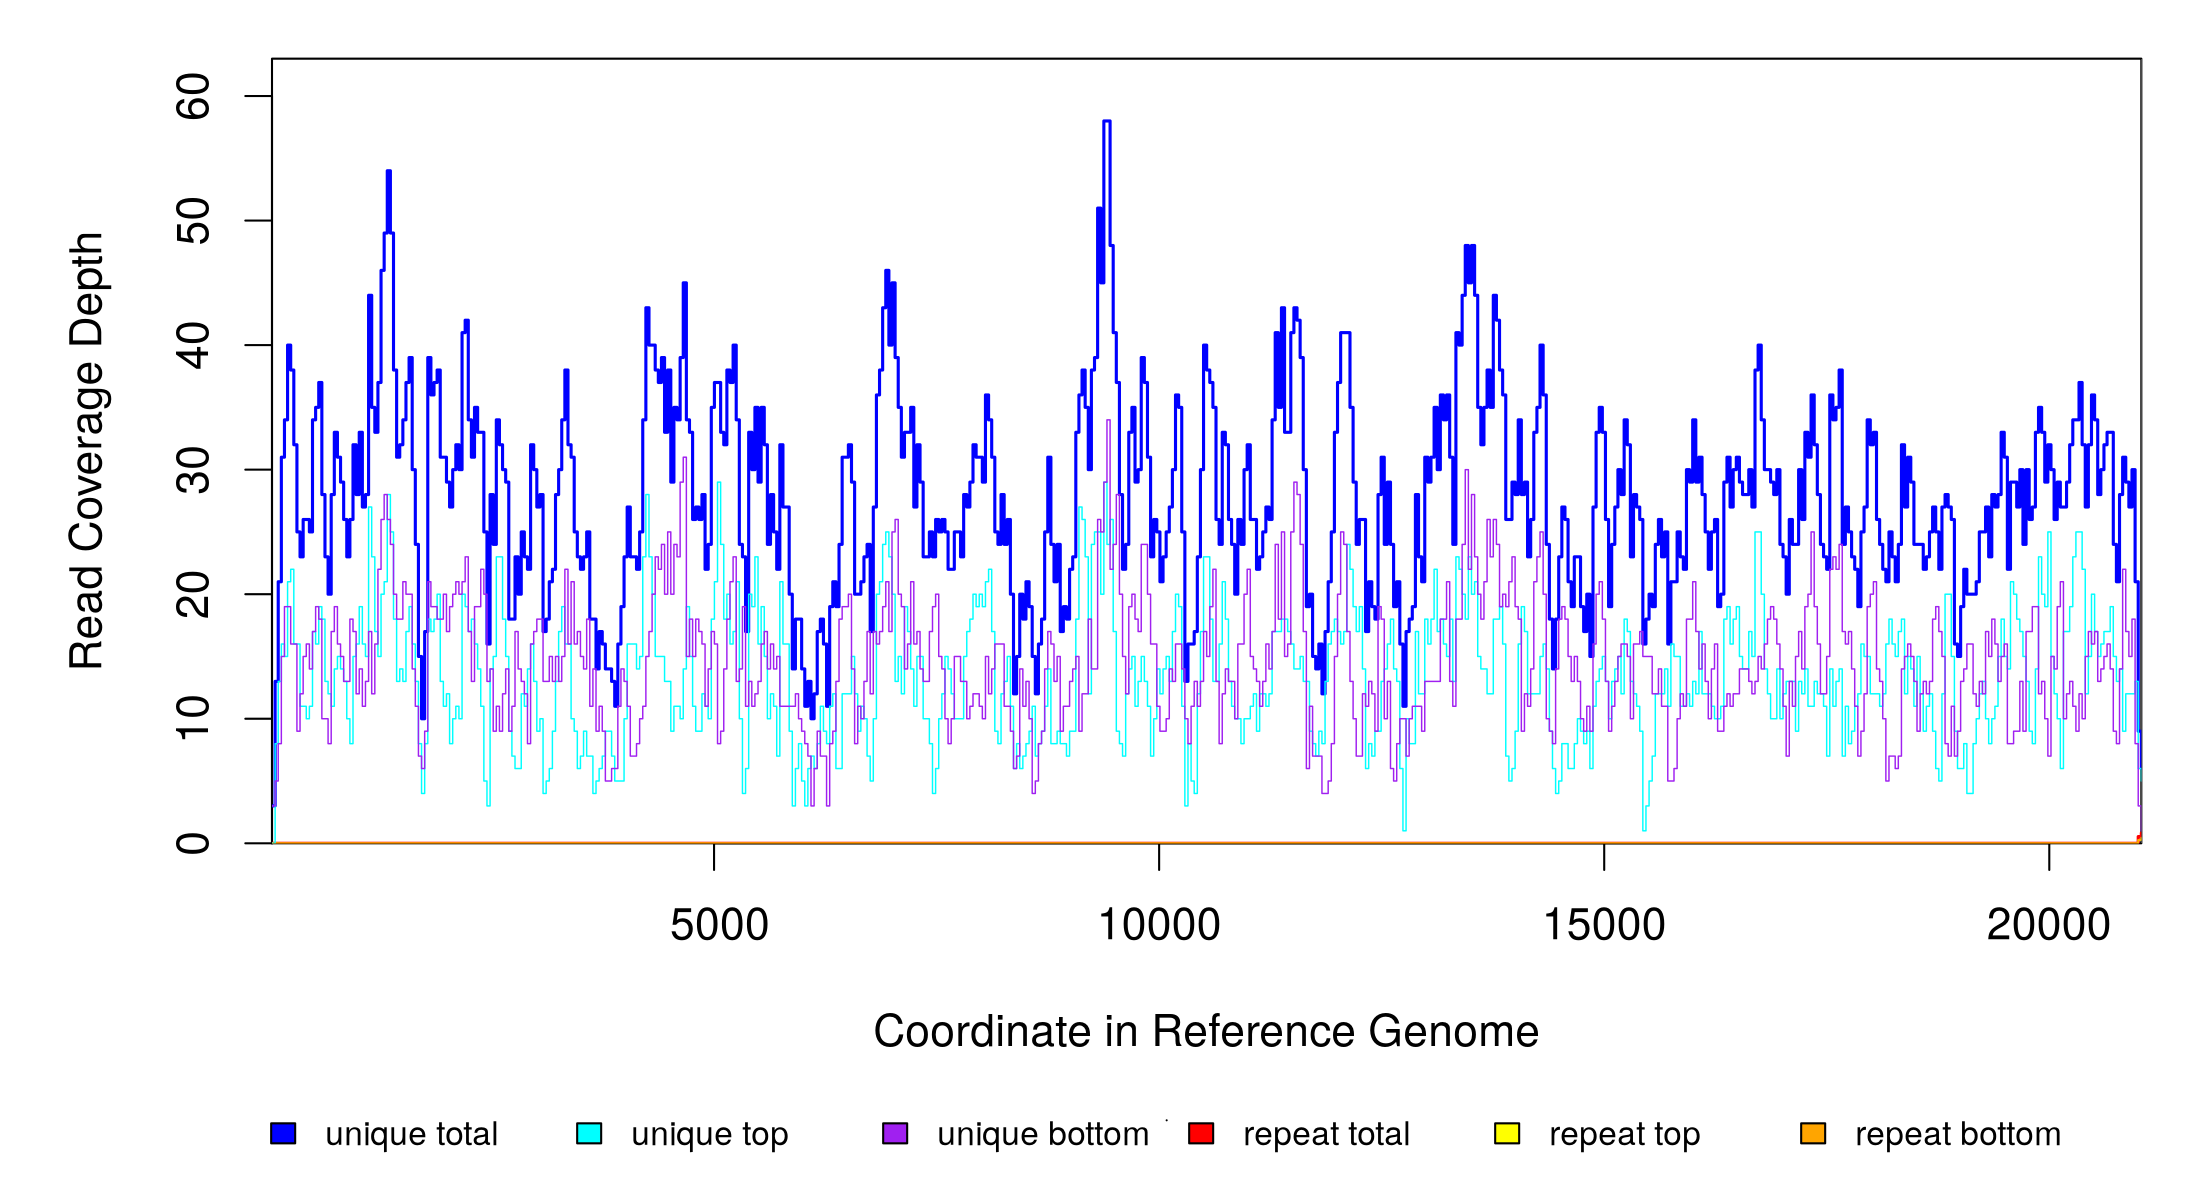 60
50
40
30
20
10
0
Read Coverage Depth
5000 10000 15000 20000
Coordinate in Reference Genome
unique total unique top unique bottom repeat total repeat top repeat bottom